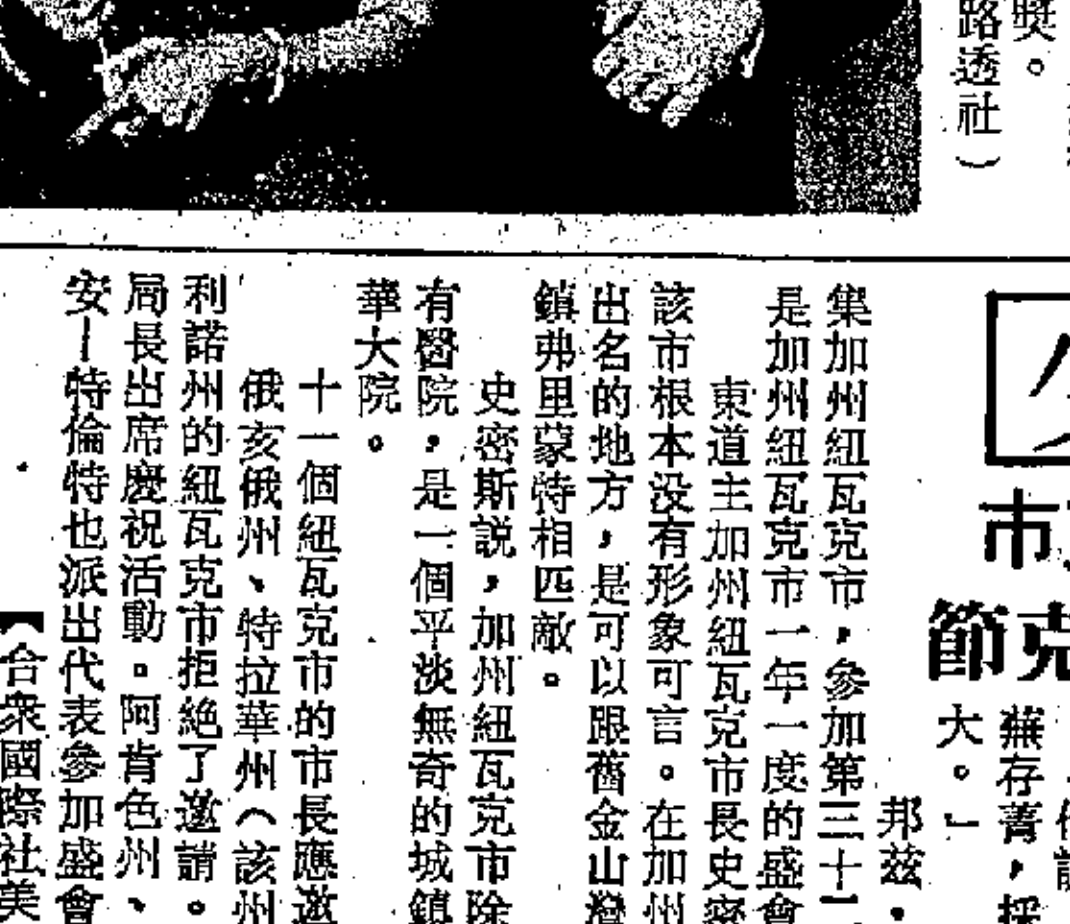 獎。
路透社）
市
克
節
蕪存菁，採
大。」
邦茲・
集加州紐瓦克市，參加第三十
是加州紐瓦克市一年一度的盛會
東道主加州紐瓦克市長史密
該市根本没有形象可言。在加州
出名的地方，是可以跟舊金山灣
鎮弗里蒙特相匹敵。
史密斯説，加州紐瓦克市除
有醫院，是一個平淡無奇的城鎮
華大院。
十一個紐瓦克市的市長應邀
俄亥俄州、特拉華州（該州
利諾州的紐瓦克市拒絕了邀請。
局長出席慶祝活動。阿肯色州、
安—特倫特也派出代表參加盛會
【合衆國際社美